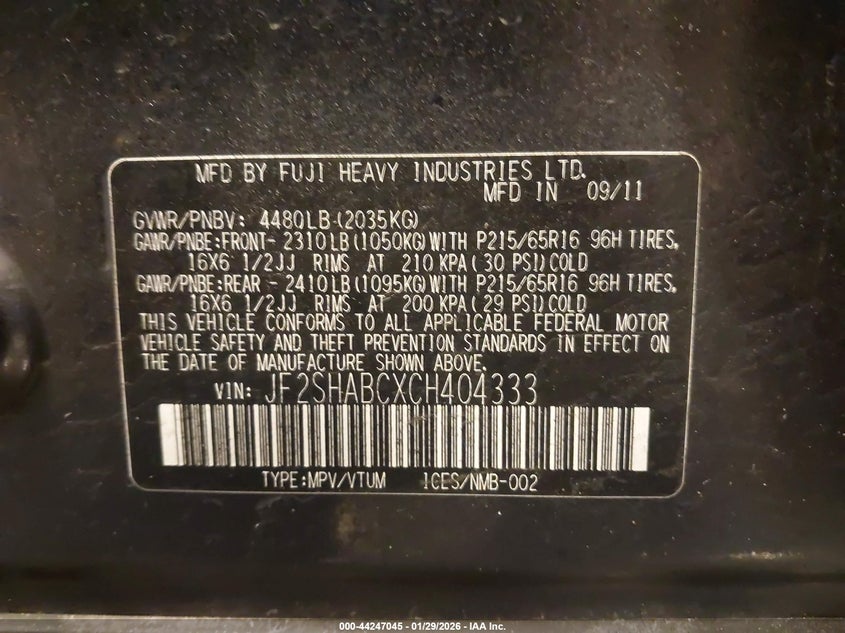 MFD BY FUJI HEAVY INDUSTRIES LTD.
MFD IN 09/11
GVWR/PNBV: 4480LB(2035KG)
GAWR/PNBE:FRONT- 2310LB(1050KG)WITH P215/65R16 96H TIRES,
16X6 1/2JJ RIMS AT 210 KPA(30 PSI)COLD
GAWR/PNBE:REAR - 2410LB(1095KG)WITH P215/65R16 96H TIRES,
16X6 1/2JJ RIMS AT 200 KPA(29 PSI)COLD
THIS VEHICLE CONFORMS TO ALL APPLICABLE FEDERAL MOTOR
VEHICLE SAFETY AND THEFT PREVENTION STANDARDS IN EFFECT ON
THE DATE OF MANUFACTURE SHOWN ABOVE.
VIN: JF2SHABCXCH404333
TYPE:MPV/VTUM ICES/NMB-002
000-44247045 - 01/29/2026 - IAA Inc.